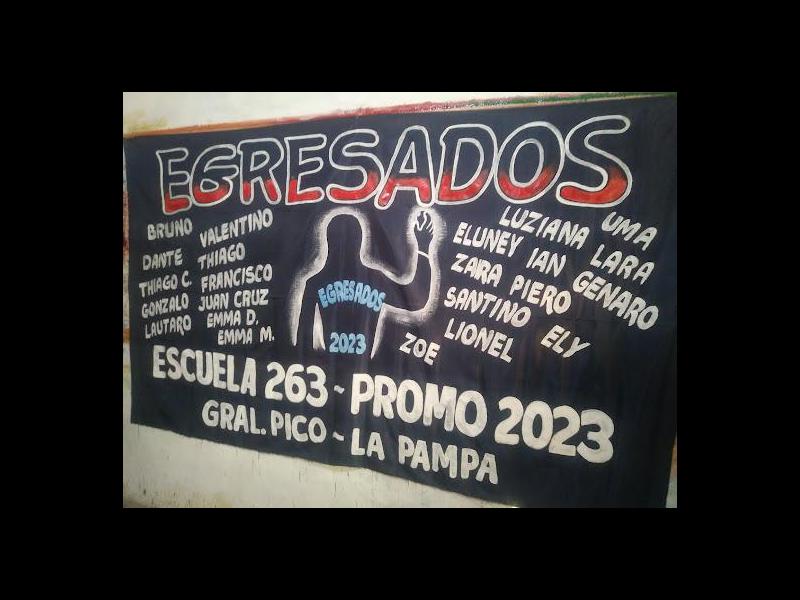 EGRESADOS
BRUNO VALENTINO
DANTE THIAGO
THIAGO C. FRANCISCO
GONZALO JUAN CRUZ
LAUTARO EMMA D.
EMMA M.
EGRESADOS
2023
LUZIANA UMA
ELUNEY IAN LARA
ZAIRA PIERO GENARO
SANTINO ELY
LIONEL
ZOE
ESCUELA 263 ~ PROMO 2023
GRAL. PICO ~ LA PAMPA